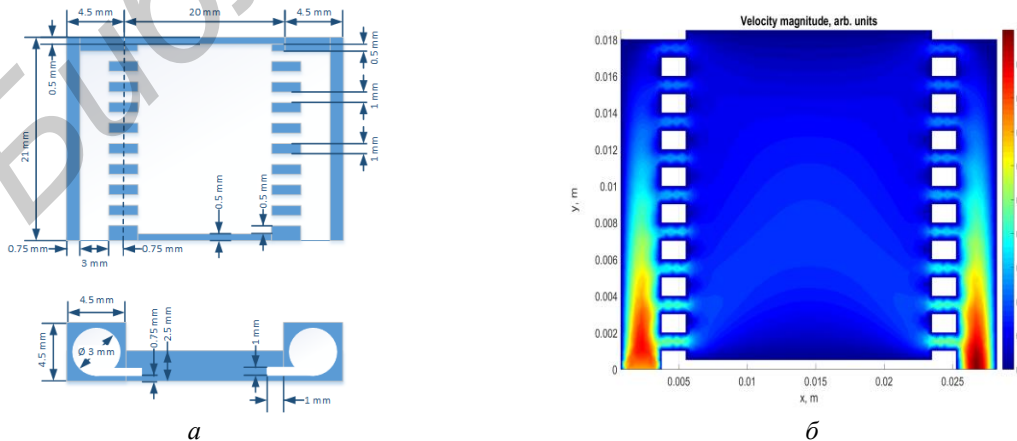 4.5 mm
20 mm
4.5 mm
0.5 mm
0.5 mm
1 mm
1 mm
21 mm
0.5 mm
0.5 mm
0.75 mm
3 mm
0.75 mm
4.5 mm
4.5 mm
Ø 3 mm
0.75 mm
2.5 mm
1 mm
1 mm
а
Velocity magnitude, arb. units
0.018
0.016
0.014
0.012
0.01
0.008
0.006
0.004
0.002
0
y, m
0.005
0.01
0.015
0.02
0.025
x, m
б